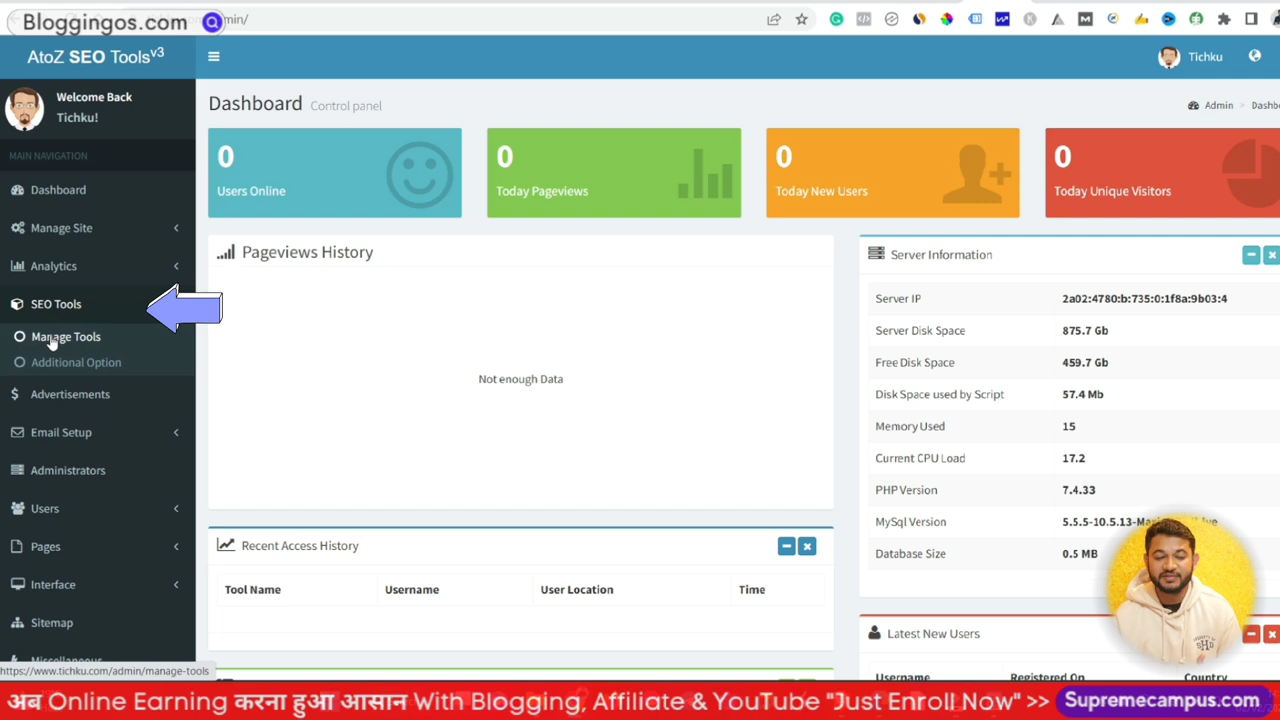 Bloggingos.com
min/
AtoZ SEO Tools v3
Tichku
Welcome Back
Tichku!
Dashboard Control panel
Admin > Dashbo
MAIN NAVIGATION
Dashboard
Manage Site
Analytics
SEO Tools
Manage Tools
Additional Option
Advertisements
Email Setup
Administrators
Users
Pages
Interface
Sitemap
Miscellaneous
https://www.tichku.com/admin/manage-tools
0
Users Online
0
Today Pageviews
0
Today New Users
0
Today Unique Visitors
Pageviews History
Not enough Data
Recent Access History
Tool Name Username User Location Time
Server Information
Server IP 2a02:4780:b:735:0:1f8a:9b03:4
Server Disk Space 875.7 Gb
Free Disk Space 459.7 Gb
Disk Space used by Script 57.4 Mb
Memory Used 15
Current CPU Load 17.2
PHP Version 7.4.33
MySql Version 5.5.5-10.5.13-Mar
Database Size 0.5 MB
Latest New Users
Username Registered On Country
अब Online Earning करना हुआ आसान With Blogging, Affiliate & YouTube "Just Enroll Now" >> Supremecampus.com